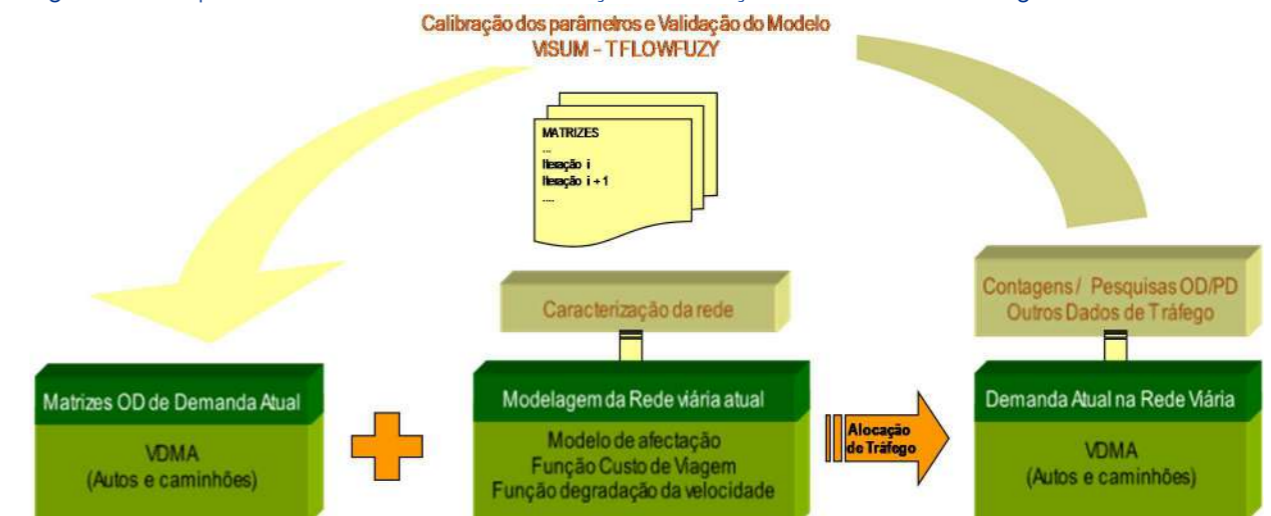 Calibração dos parâmetros e Validação do Modelo
VISUM - TFLOWFUZY
MATRIZES
...
Iteração i
Iteração i + 1
....
Caracterização da rede
Contagens / Pesquisas OD/PD
Outros Dados de Tráfego
Matrizes OD de Demanda Atual
VDMA
(Autos e caminhões)
Modelagem da Rede viária atual
Modelo de afectação
Função Custo de Viagem
Função degradação da velocidade
Alocação
de Tráfego
Demanda Atual na Rede Viária
VDMA
(Autos e caminhões)